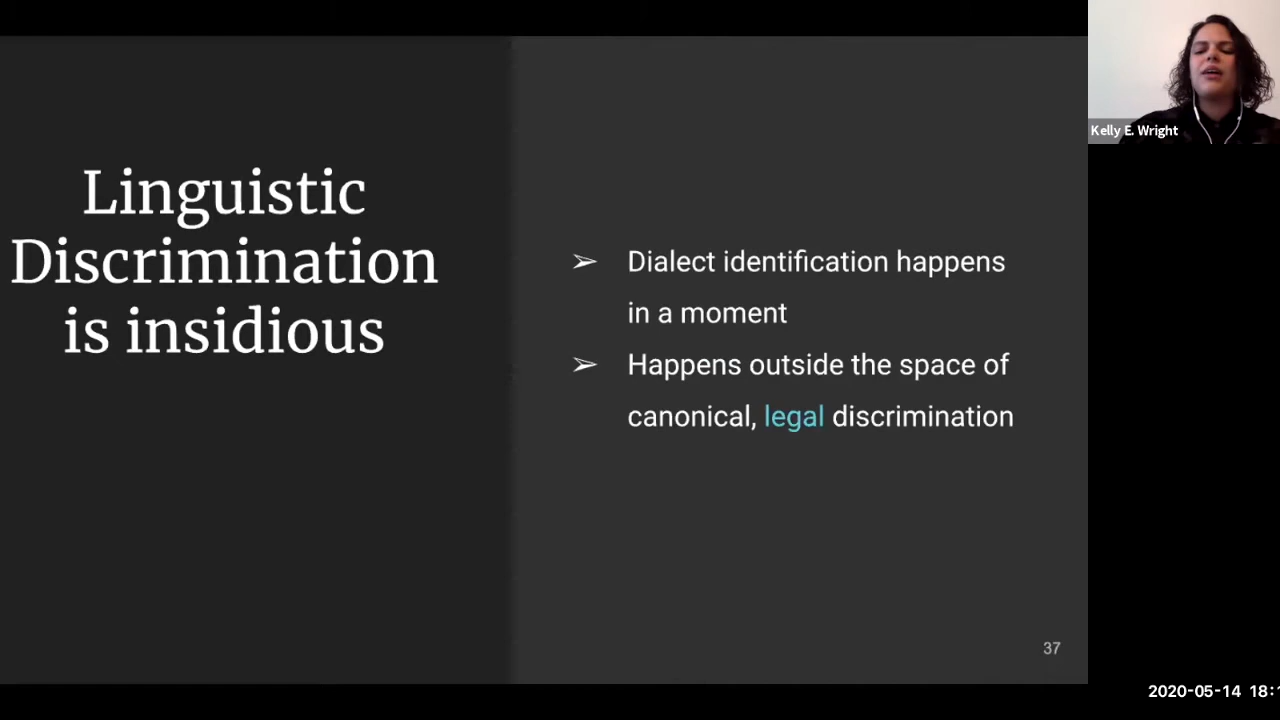 Linguistic
Discrimination
is insidious
➢ Dialect identification happens
in a moment
➢ Happens outside the space of
canonical, legal discrimination
37
Kelly E. Wright
2020-05-14